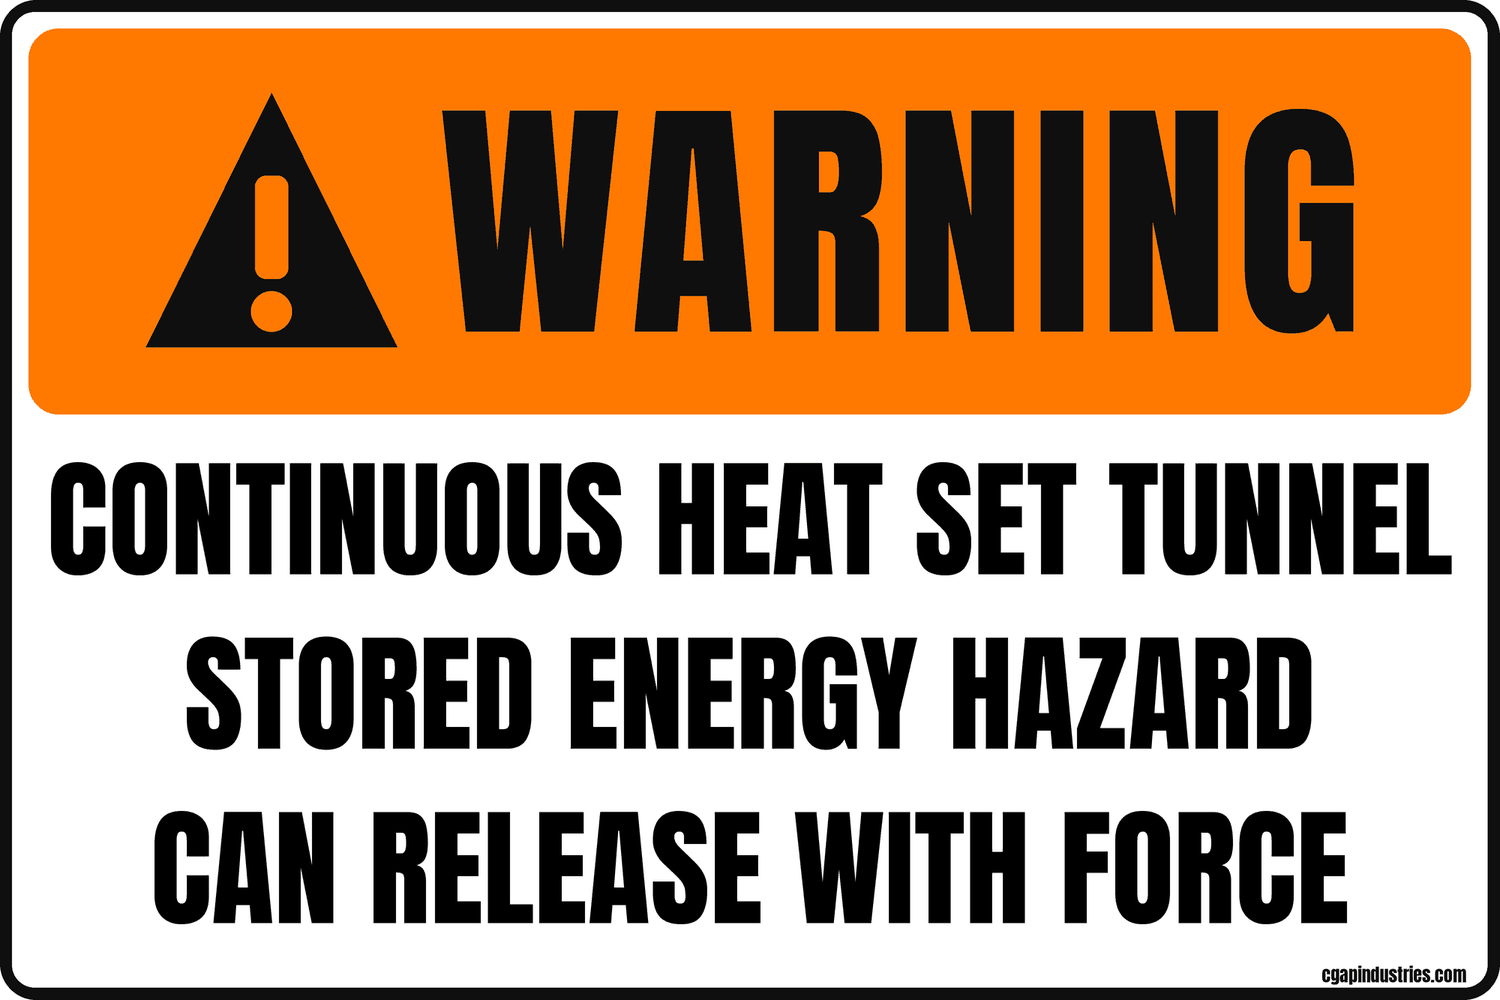 WARNING
CONTINUOUS HEAT SET TUNNEL
STORED ENERGY HAZARD
CAN RELEASE WITH FORCE
cgapindustries.com